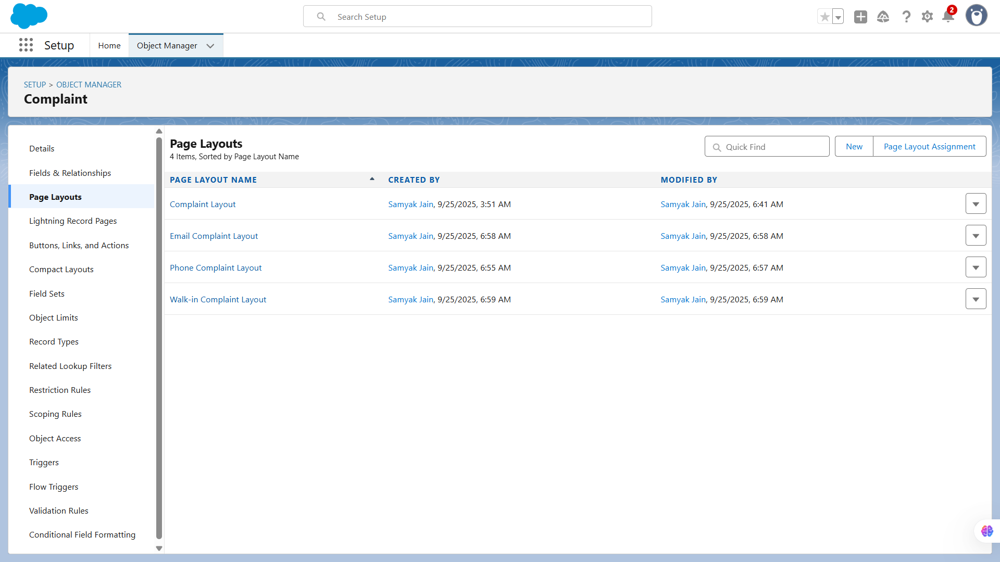 Search Setup
2
Setup
Home
Object Manager
SETUP > OBJECT MANAGER
Complaint
Details
Fields & Relationships
Page Layouts
Lightning Record Pages
Buttons, Links, and Actions
Compact Layouts
Field Sets
Object Limits
Record Types
Related Lookup Filters
Restriction Rules
Scoping Rules
Object Access
Triggers
Flow Triggers
Validation Rules
Conditional Field Formatting
Page Layouts
4 Items, Sorted by Page Layout Name
Quick Find
New
Page Layout Assignment
PAGE LAYOUT NAME CREATED BY MODIFIED BY
Complaint Layout Samyak Jain, 9/25/2025, 3:51 AM Samyak Jain, 9/25/2025, 6:41 AM
Email Complaint Layout Samyak Jain, 9/25/2025, 6:58 AM Samyak Jain, 9/25/2025, 6:58 AM
Phone Complaint Layout Samyak Jain, 9/25/2025, 6:55 AM Samyak Jain, 9/25/2025, 6:57 AM
Walk-in Complaint Layout Samyak Jain, 9/25/2025, 6:59 AM Samyak Jain, 9/25/2025, 6:59 AM